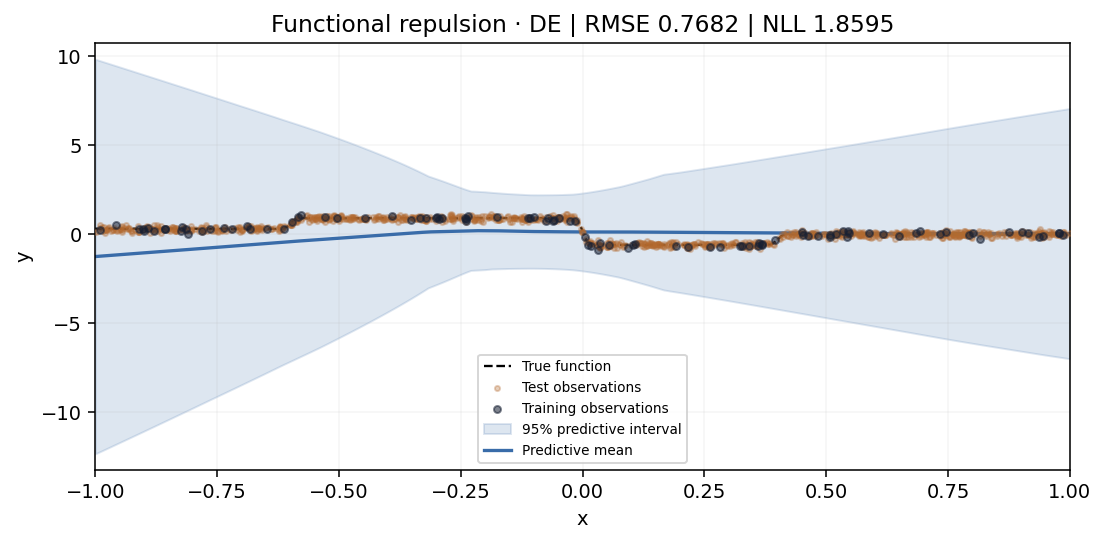 Functional repulsion · DE | RMSE 0.7682 | NLL 1.8595
10
5
0
−5
−10
y
True function
Test observations
Training observations
95% predictive interval
Predictive mean
−1.00 −0.75 −0.50 −0.25 0.00 0.25 0.50 0.75 1.00
x